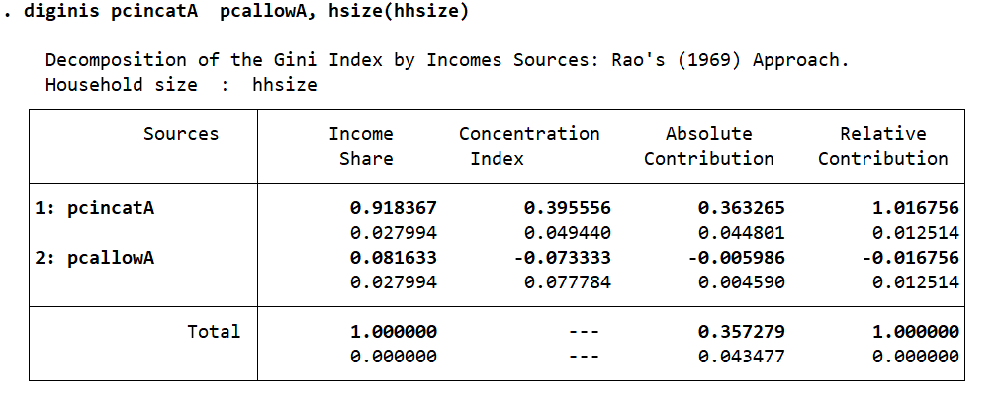 . diginis pcincatA  pcallowA, hsize(hhsize)
Decomposition of the Gini Index by Incomes Sources: Rao's (1969) Approach.
Household size  :  hhsize
Sources Income Concentration Absolute Relative
Share Index Contribution Contribution
1: pcincatA 0.918367 0.395556 0.363265 1.016756
0.027994 0.049440 0.044801 0.012514
2: pcallowA 0.081633 -0.073333 -0.005986 -0.016756
0.027994 0.077784 0.004590 0.012514
Total 1.000000 --- 0.357279 1.000000
0.000000 --- 0.043477 0.000000